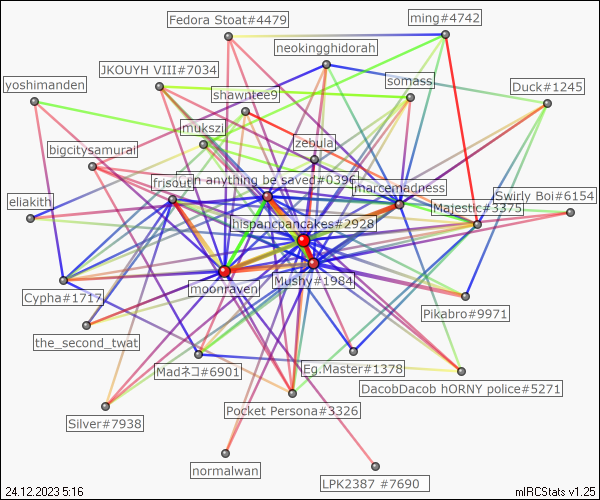 Fedora Stoat#4479
ming#4742
neokingghidorah
JKOUYH VIII#7034
somass
yoshimanden
shawntee9
Duck#1245
mukszi
zebula
bigcitysamurai
frisouti
h anything be saved#0396
marcemadness
Swirly Boi#6154
eliakith
Majestic#3375
hispanicpancakes#2928
moonraven
Mushy#1984
Cypha#1717
Pikabro#9971
the_second_twat
Madネコ#6901
Eg.Master#1378
DacobDacob hORNY police#5271
Pocket Persona#3326
Silver#7938
normalwan
LPK2387 #7690
24.12.2023 5:16
mIRCStats v1.25